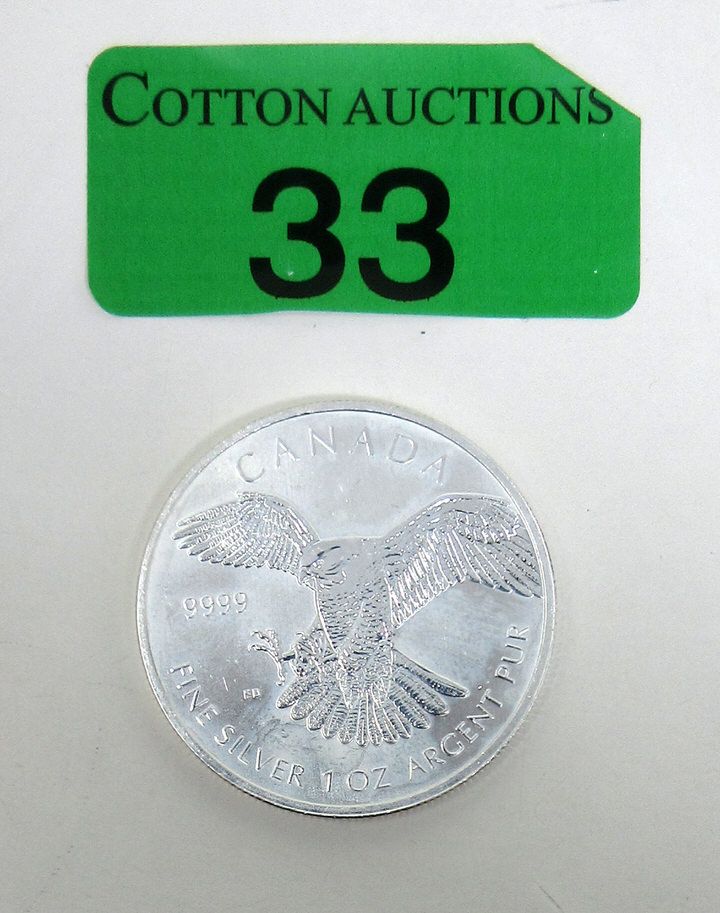 COTTON AUCTIONS
33
CANADA
9999
FINE SILVER 1 OZ ARGENT PUR